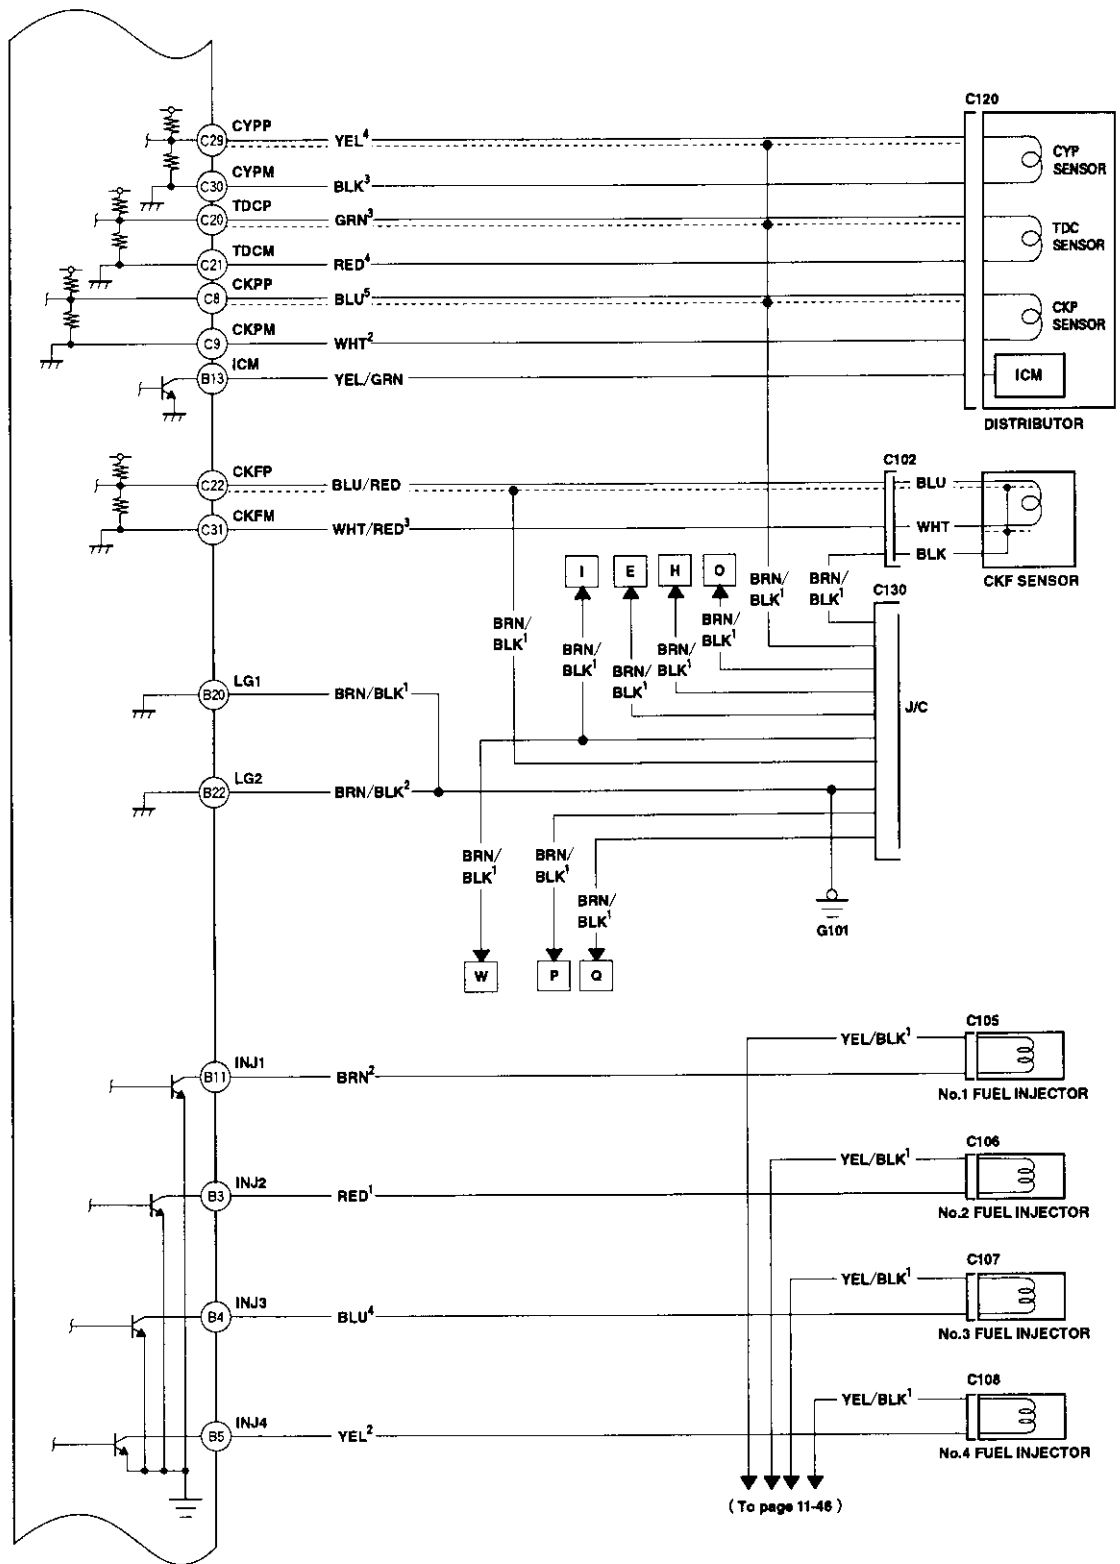 C120
CYPP
C29
YEL⁴
CYP
SENSOR
CYPM
C30
BLK³
TDCP
C20
GRN³
TDC
SENSOR
TDCM
C21
RED⁴
CKPP
C8
BLU⁵
CKP
SENSOR
CKPM
C9
WHT²
ICM
B13
YEL/GRN
ICM
DISTRIBUTOR
C102
CKFP
C22
BLU/RED
BLU
CKFM
C31
WHT/RED³
WHT
BLK
CKF SENSOR
I
E
H
O
BRN/
BLK¹
BRN/
BLK¹
C130
BRN/
BLK¹
BRN/
BLK¹
BRN/
BLK¹
BRN/
BLK¹
BRN/
BLK¹
LG1
B20
BRN/BLK¹
J/C
LG2
B22
BRN/BLK²
BRN/
BLK¹
BRN/
BLK¹
BRN/
BLK¹
G101
W
P
Q
C105
YEL/BLK¹
INJ1
B11
BRN²
No.1 FUEL INJECTOR
C106
YEL/BLK¹
INJ2
B3
RED¹
No.2 FUEL INJECTOR
C107
YEL/BLK¹
INJ3
B4
BLU⁴
No.3 FUEL INJECTOR
C108
YEL/BLK¹
INJ4
B5
YEL²
No.4 FUEL INJECTOR
( To page 11-46 )